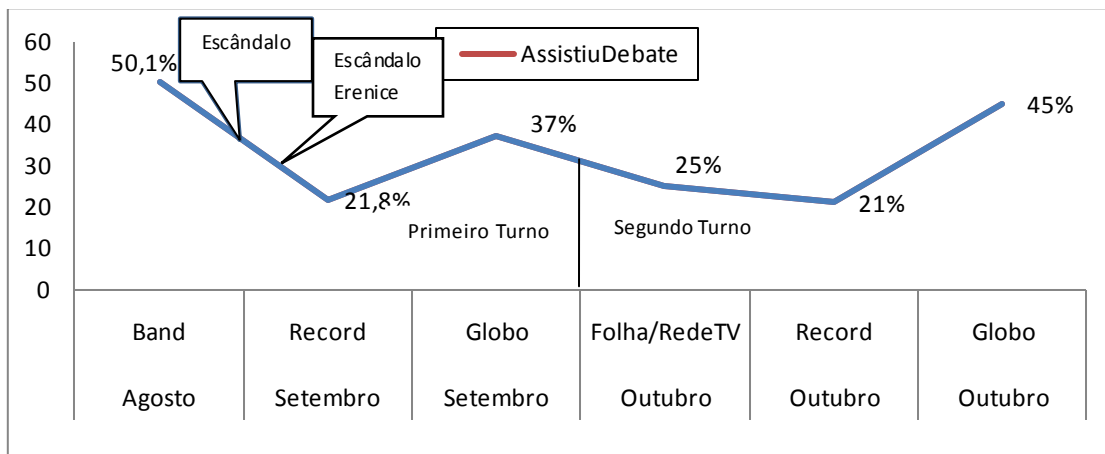 60
50
40
30
20
10
0
50,1%
Escândalo
Escândalo
Erenice
AssistiuDebate
21,8%
37%
25%
21%
45%
Primeiro Turno
Segundo Turno
Band
Record
Globo
Folha/RedeTV
Record
Globo
Agosto
Setembro
Setembro
Outubro
Outubro
Outubro